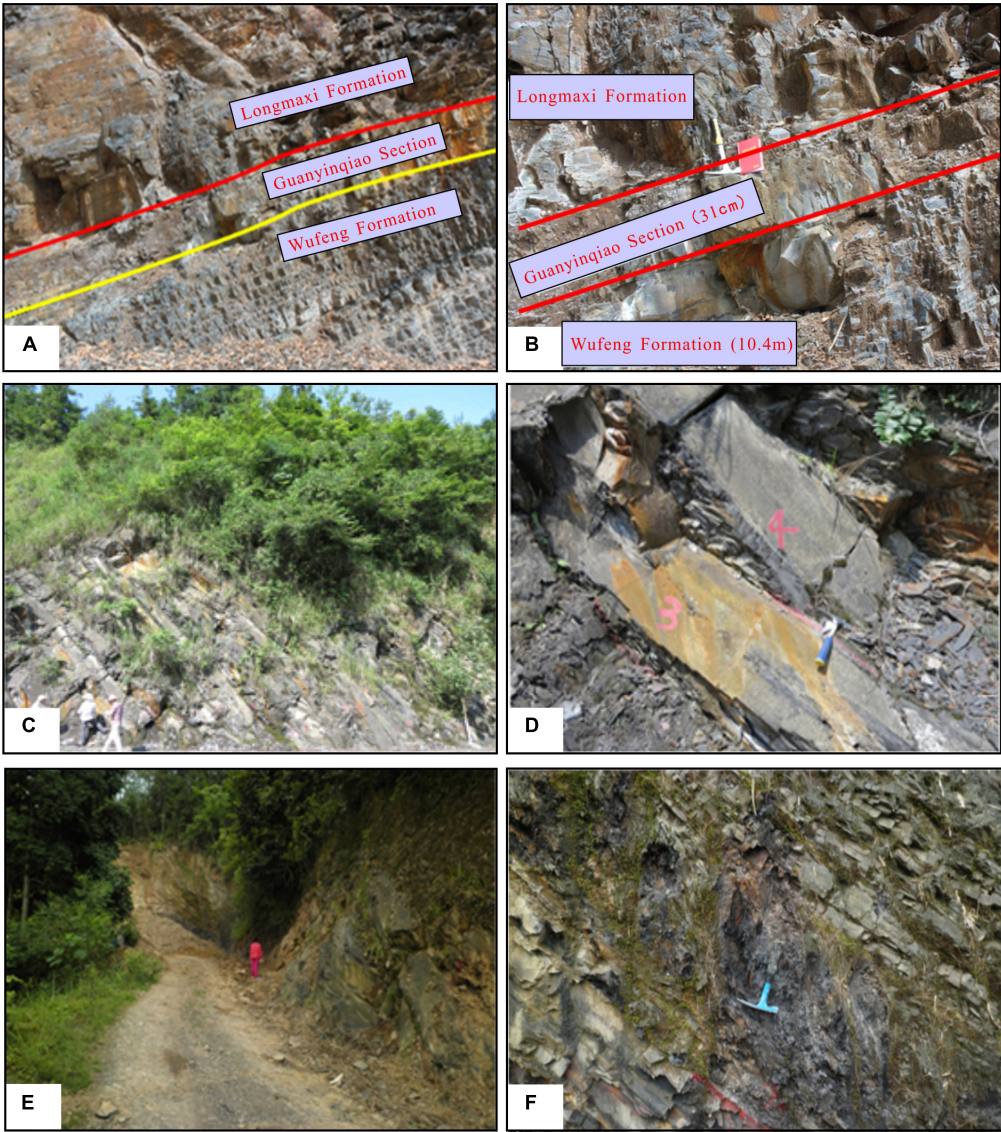 Longmaxi Formation
Guanyinqiao Section
Wufeng Formation
A
Longmaxi Formation
Guanyinqiao Section (31cm)
Wufeng Formation (10.4m)
B
C
4
3
D
E
F